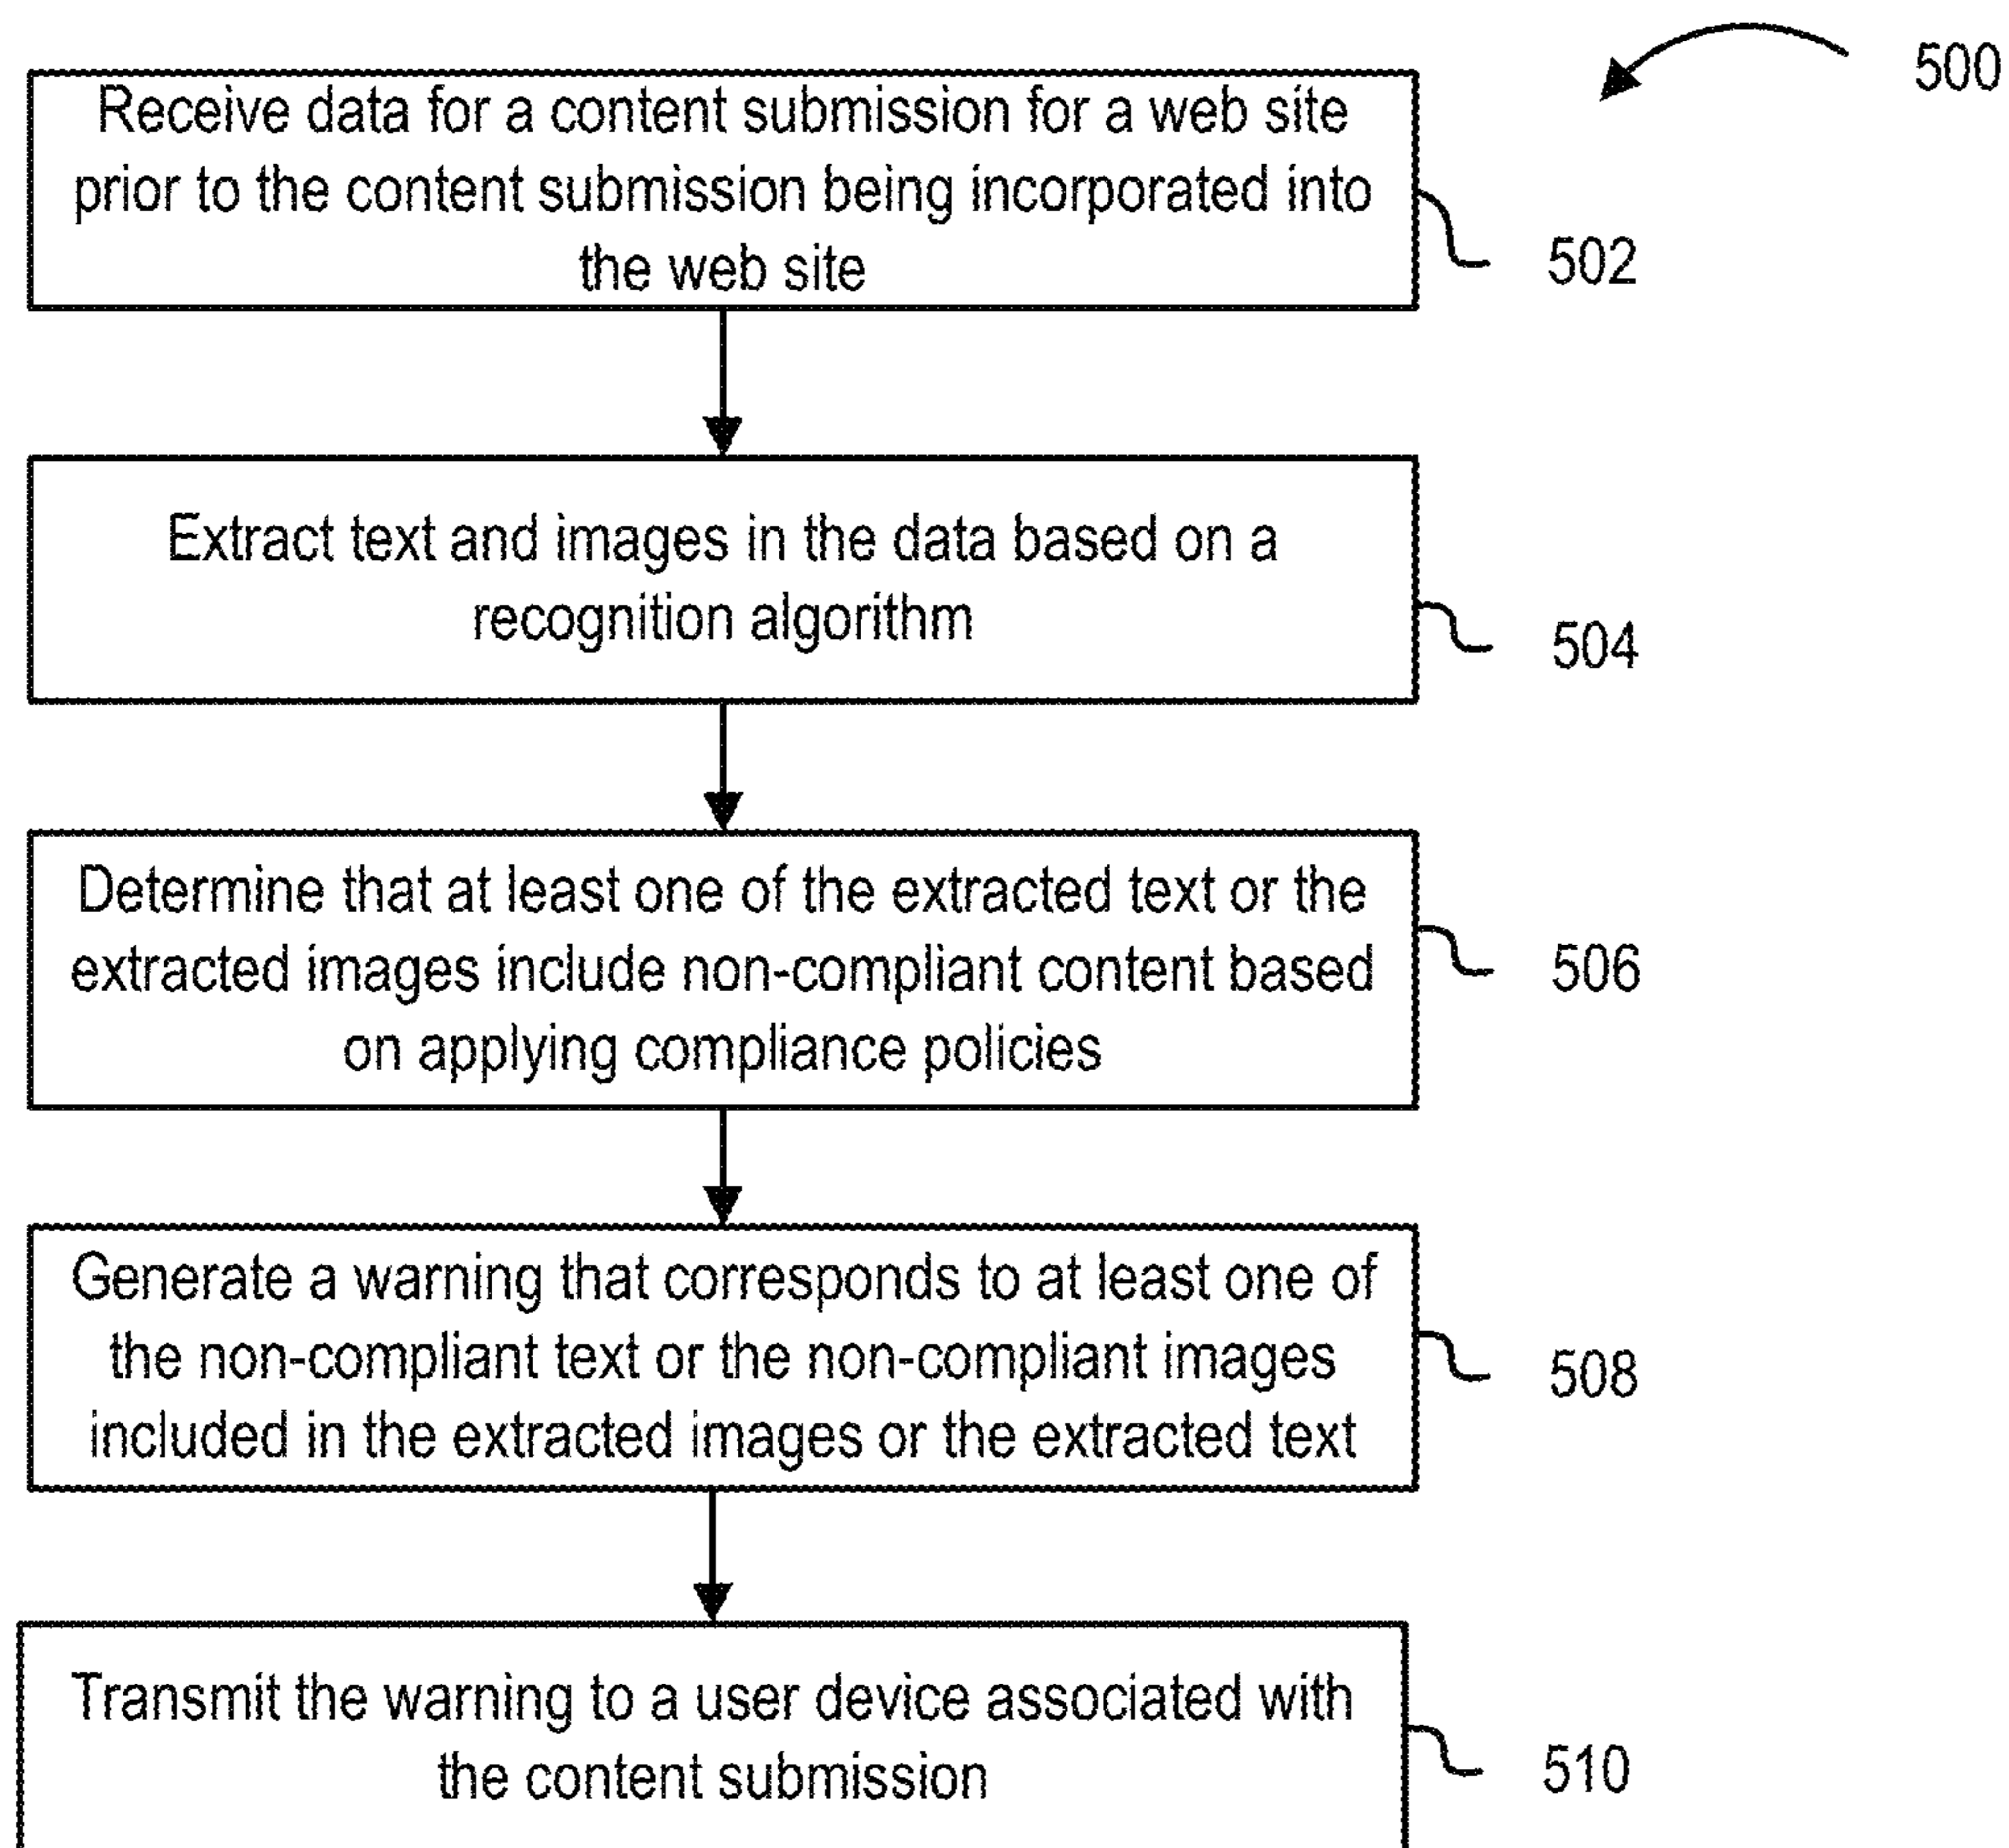 500
Receive data for a content submission for a web site
prior to the content submission being incorporated into
the web site
502
Extract text and images in the data based on a
recognition algorithm
504
Determine that at least one of the extracted text or the
extracted images include non-compliant content based
on applying compliance policies
506
Generate a warning that corresponds to at least one of
the non-compliant text or the non-compliant images
included in the extracted images or the extracted text
508
Transmit the warning to a user device associated with
the content submission
510